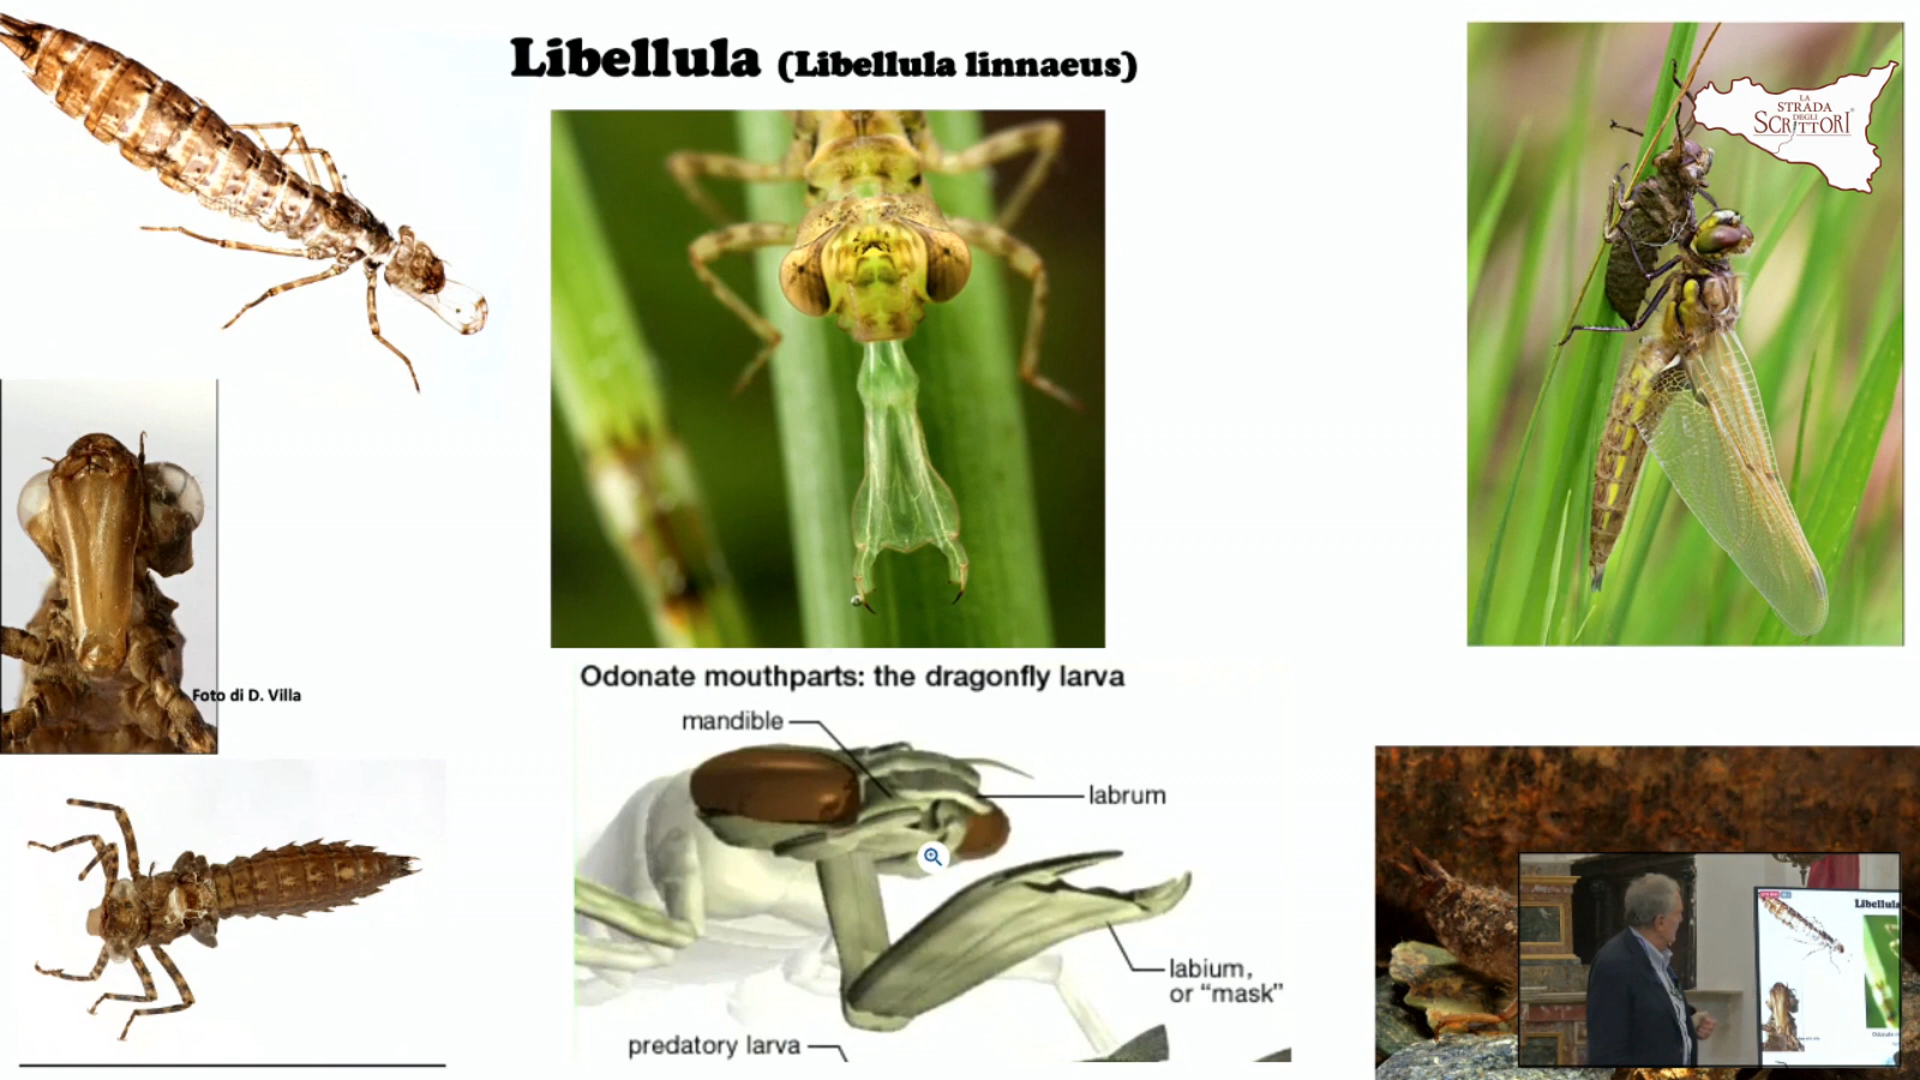 Libellula (Libellula linnaeus)
LA
STRADA
DEGLI
SCRITTORI
Foto di D. Villa
Odonate mouthparts: the dragonfly larva
mandible
labrum
labium,
or “mask”
predatory larva
Libellula